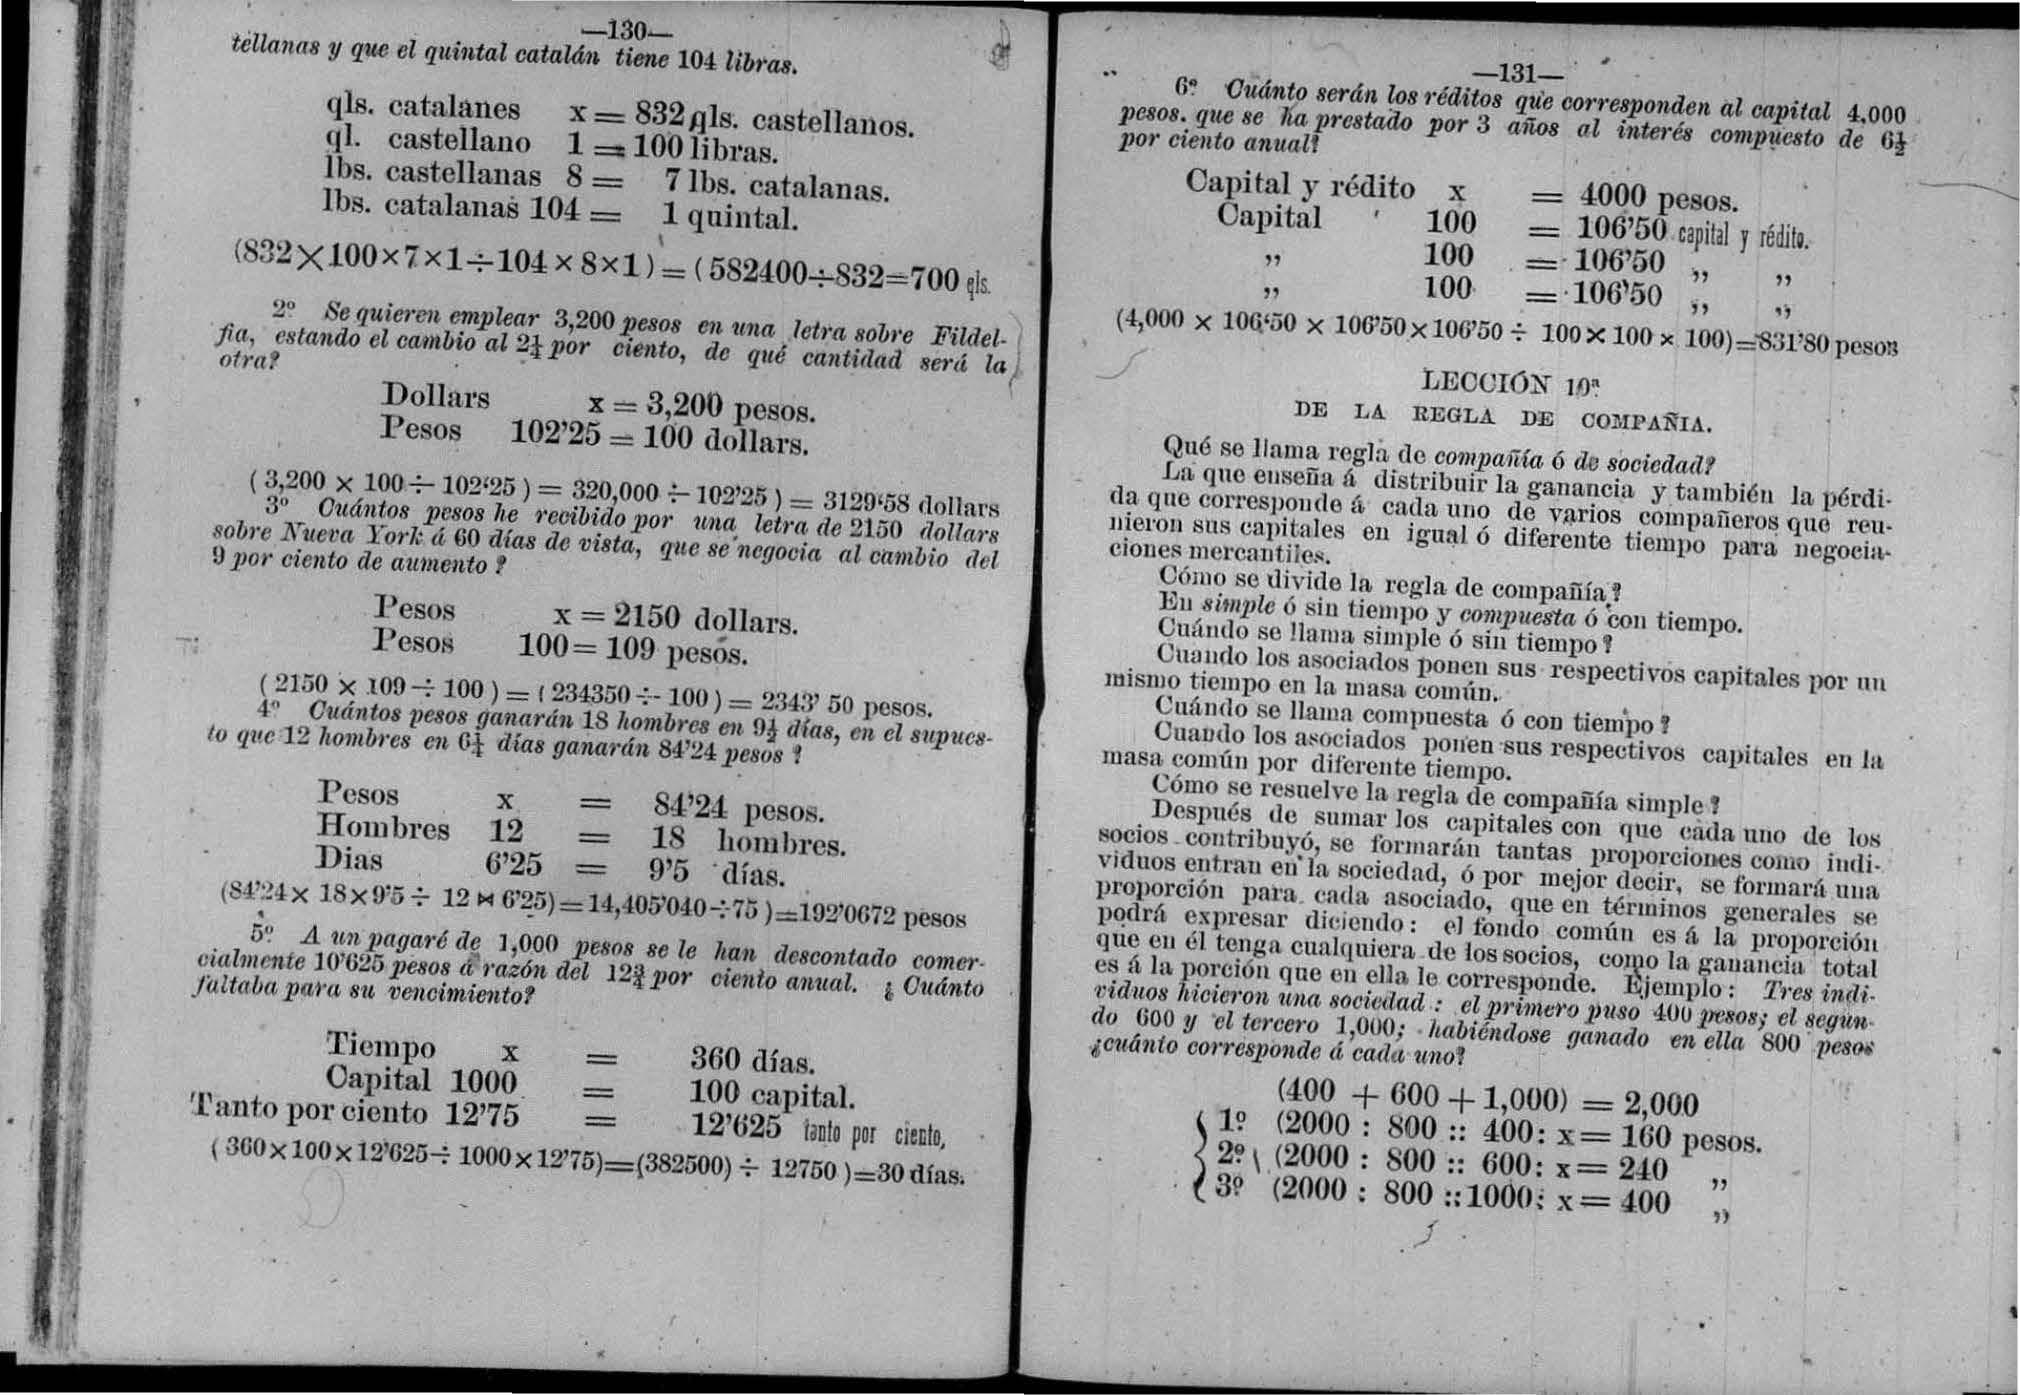 —130—
tellanas y que el quintal catalán tiene 104 libras.
qls. catalanes x = 832 qls. castellanos.
ql. castellano 1 = 100 libras.
lbs. castellanas 8 = 7 lbs. catalanas.
lbs. catalanas 104 = 1 quintal.
(832×100×7×1÷104×8×1) = (582400÷832=700 qls.
2º Se quieren emplear 3,200 pesos en una letra sobre Fildel-
fia, estando el cambio al 2¼ por ciento, de qué cantidad será la
otra?
Dollars x = 3,200 pesos.
Pesos 102'25 = 100 dollars.
(3,200 × 100 ÷ 102'25) = 320,000 ÷ 102'25) = 3129'58 dollars
3º Cuántos pesos he recibido por una letra de 2150 dollars
sobre Nueva York á 60 días de vista, que se negocia al cambio del
9 por ciento de aumento?
Pesos x = 2150 dollars.
Pesos 100 = 109 pesos.
(2150 × 109 ÷ 100) = (234350 ÷ 100) = 2343' 50 pesos.
4º Cuántos pesos ganarán 18 hombres en 9½ días, en el supues-
to que 12 hombres en 6¼ días ganarán 84'24 pesos?
Pesos x = 84'24 pesos.
Hombres 12 = 18 hombres.
Dias 6'25 = 9'5 días.
(84'24 × 18 × 9'5 ÷ 12 × 6'25) = 14,405'040÷75)=192'0672 pesos
5º A un pagaré de 1,000 pesos se le han descontado comer-
cialmente 10'625 pesos á razón del 12¾ por ciento anual. ¿Cuánto
faltaba para su vencimiento?
Tiempo x = 360 días.
Capital 1000 = 100 capital.
Tanto por ciento 12'75 = 12'625 tanto por ciento,
(360×100×12'625÷1000×12'75)=(382500) ÷ 12750)=30 días.
—131—
6º Cuánto serán los réditos que corresponden al capital 4,000
pesos. que se ha prestado por 3 años al interés compuesto de 6½
por ciento anual?
Capital y rédito x = 4000 pesos.
Capital 100 = 106'50 capital y rédito.
„ 100 = 106'50 „ „
„ 100 = 106'50 „ „
(4,000 × 106'50 × 106'50 × 106'50 ÷ 100 × 100 × 100)=831'80 pesos
LECCIÓN 10ª
DE LA REGLA DE COMPAÑIA.
Qué se llama regla de compañía ó de sociedad?
La que enseña á distribuir la ganancia y también la pérdi-
da que corresponde á cada uno de varios compañeros que reu-
nieron sus capitales en igual ó diferente tiempo para negocia-
ciones mercantiles.
Cómo se divide la regla de compañía?
En simple ó sin tiempo y compuesta ó con tiempo.
Cuándo se llama simple ó sin tiempo?
Cuando los asociados ponen sus respectivos capitales por un
mismo tiempo en la masa común.
Cuándo se llama compuesta ó con tiempo?
Cuando los asociados ponen sus respectivos capitales en la
masa común por diferente tiempo.
Cómo se resuelve la regla de compañía simple?
Después de sumar los capitales con que cada uno de los
socios contribuyó, se formarán tantas proporciones como indi-
viduos entran en la sociedad, ó por mejor decir, se formará una
proporción para cada asociado, que en términos generales se
podrá expresar diciendo: el fondo común es á la proporción
que en él tenga cualquiera de los socios, como la ganancia total
es á la porción que en ella le corresponde. Ejemplo: Tres indi-
viduos hicieron una sociedad: el primero puso 400 pesos; el segun-
do 600 y el tercero 1,000; habiéndose ganado en ella 800 pesos
¿cuánto corresponde á cada uno?
(400 + 600 + 1,000) = 2,000
1º (2000 : 800 :: 400: x = 160 pesos.
2º (2000 : 800 :: 600: x = 240 „
3º (2000 : 800 :: 1000: x = 400 „